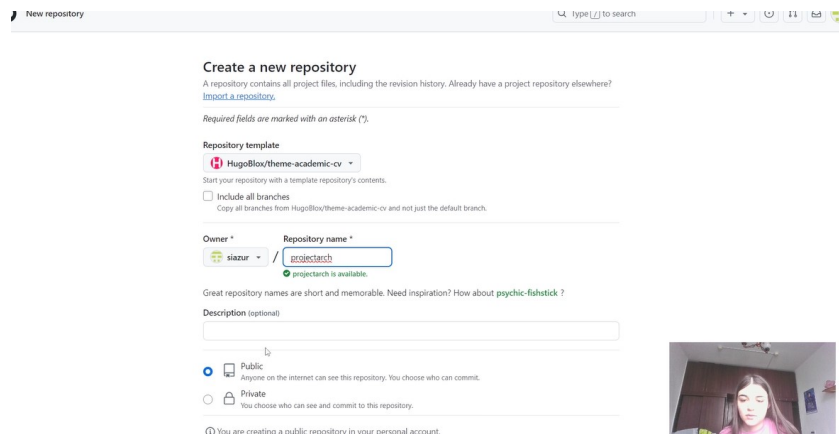 New repository
Type / to search
Create a new repository
A repository contains all project files, including the revision history. Already have a project repository elsewhere?
Import a repository.
Required fields are marked with an asterisk (*).
Repository template
HugoBlox/theme-academic-cv
Start your repository with a template repository's contents.
Include all branches
Copy all branches from HugoBlox/theme-academic-cv and not just the default branch.
Owner * Repository name *
siazur / projectarch
projectarch is available.
Great repository names are short and memorable. Need inspiration? How about psychic-fishstick ?
Description (optional)
Public
Anyone on the internet can see this repository. You choose who can commit.
Private
You choose who can see and commit to this repository.
You are creating a public repository in your personal account.